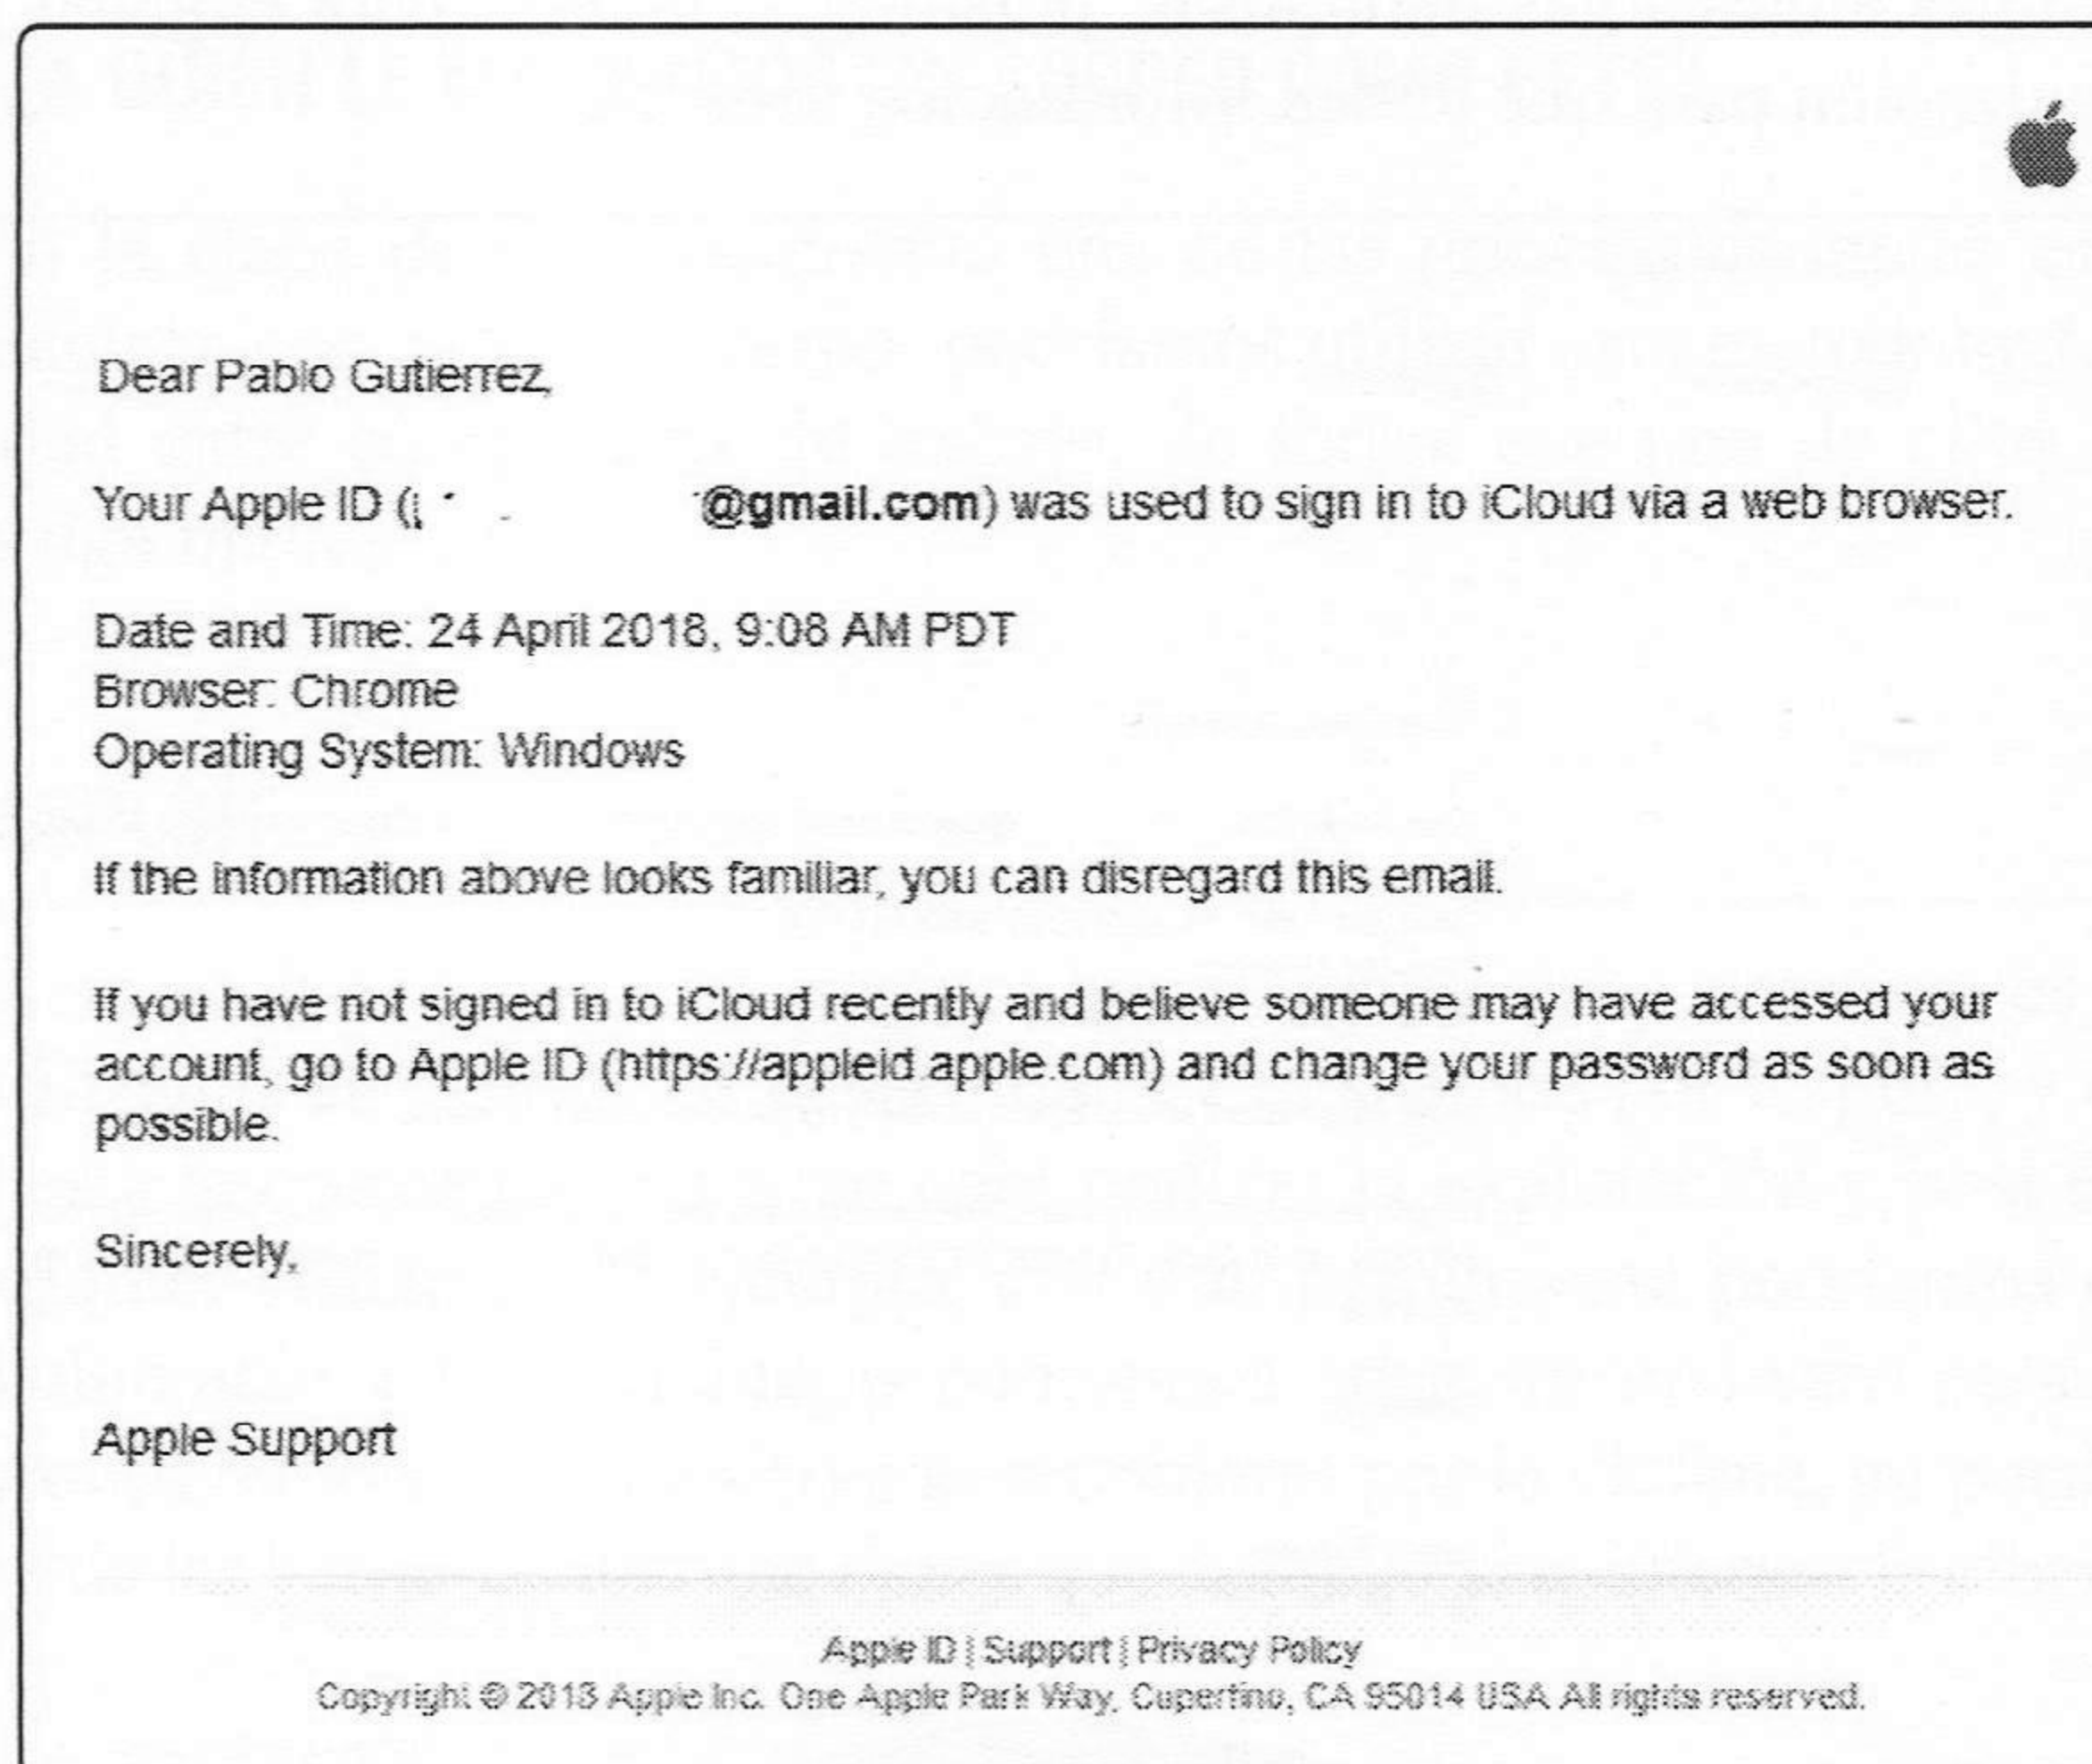 Dear Pablo Gutierrez,
Your Apple ID ( @gmail.com) was used to sign in to iCloud via a web browser.
Date and Time: 24 April 2018, 9:08 AM PDT
Browser: Chrome
Operating System: Windows
If the information above looks familiar, you can disregard this email.
If you have not signed in to iCloud recently and believe someone may have accessed your
account, go to Apple ID (https://appleid.apple.com) and change your password as soon as
possible.
Sincerely,
Apple Support
Apple ID | Support | Privacy Policy
Copyright © 2018 Apple Inc. One Apple Park Way, Cupertino, CA 95014 USA All rights reserved.